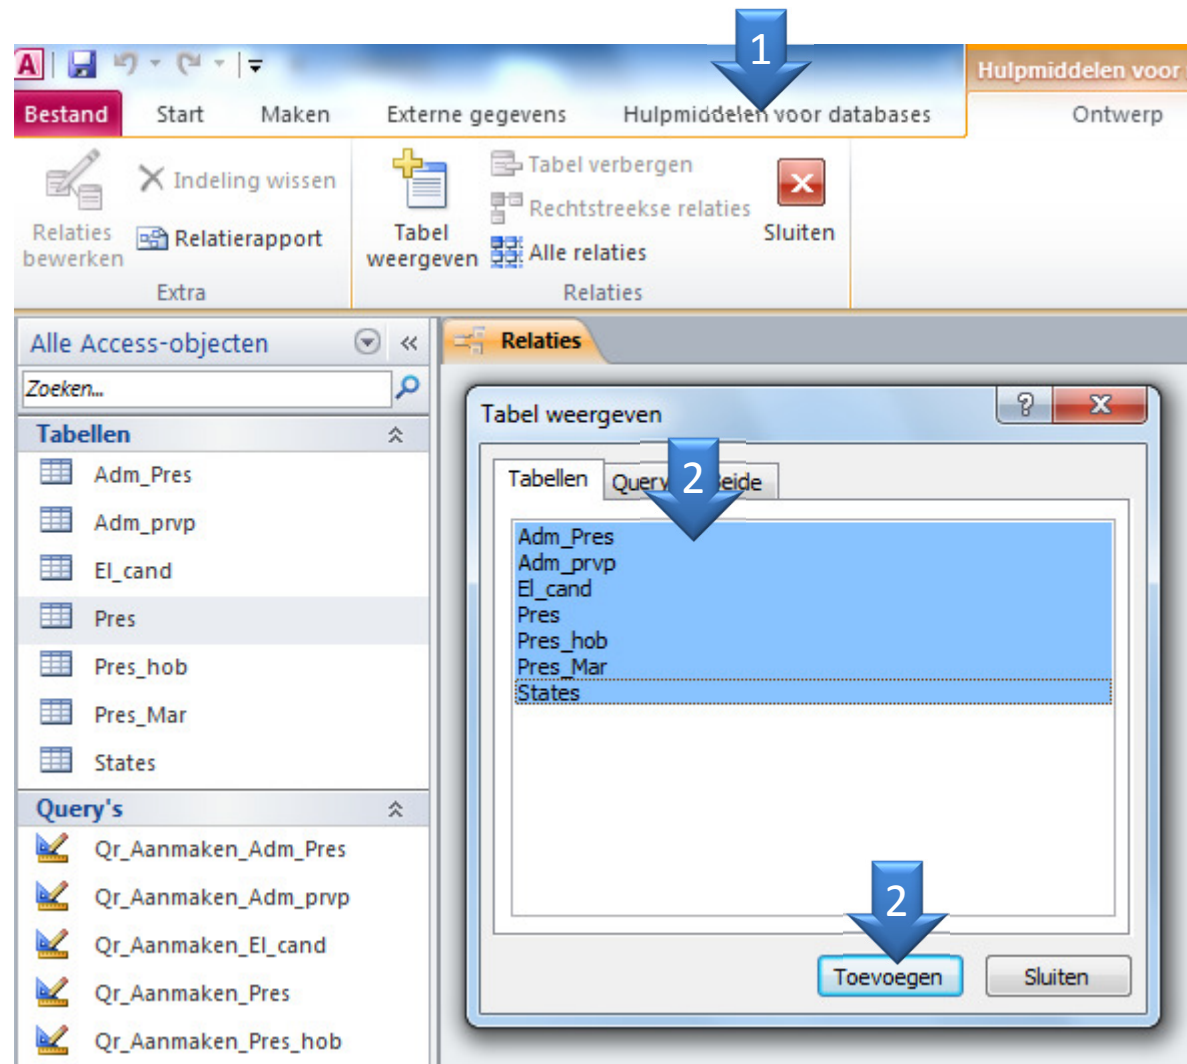 1
A
Hulpmiddelen voor
Bestand Start Maken Externe gegevens Hulpmiddelen voor databases Ontwerp
Relaties bewerken
Indeling wissen
Relatierapport
Extra
Tabel weergeven
Tabel verbergen
Rechtstreekse relaties
Alle relaties
Sluiten
Relaties
Alle Access-objecten «
Zoeken...
Tabellen
Adm_Pres
Adm_prvp
El_cand
Pres
Pres_hob
Pres_Mar
States
Query's
Qr_Aanmaken_Adm_Pres
Qr_Aanmaken_Adm_prvp
Qr_Aanmaken_El_cand
Qr_Aanmaken_Pres
Qr_Aanmaken_Pres_hob
Relaties
Tabel weergeven ? X
2
Tabellen Query
Adm_Pres
Adm_prvp
El_cand
Pres
Pres_hob
Pres_Mar
States
2
Toevoegen Sluiten